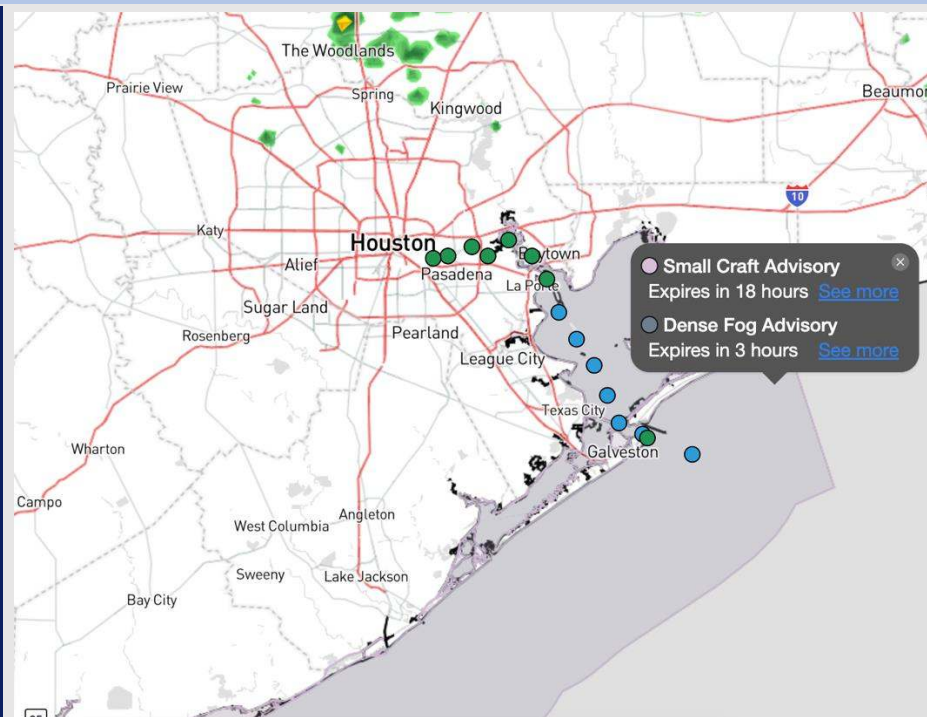 The Woodlands
Prairie View
Spring
Kingwood
Beaumo
10
Katy
Houston
Baytown
Alief
Pasadena
La Porte
Sugar Land
Rosenberg
Pearland
League City
Small Craft Advisory
Expires in 18 hours See more
Dense Fog Advisory
Expires in 3 hours See more
Texas City
Galveston
Wharton
Campo
Angleton
West Columbia
Sweeny
Lake Jackson
Bay City